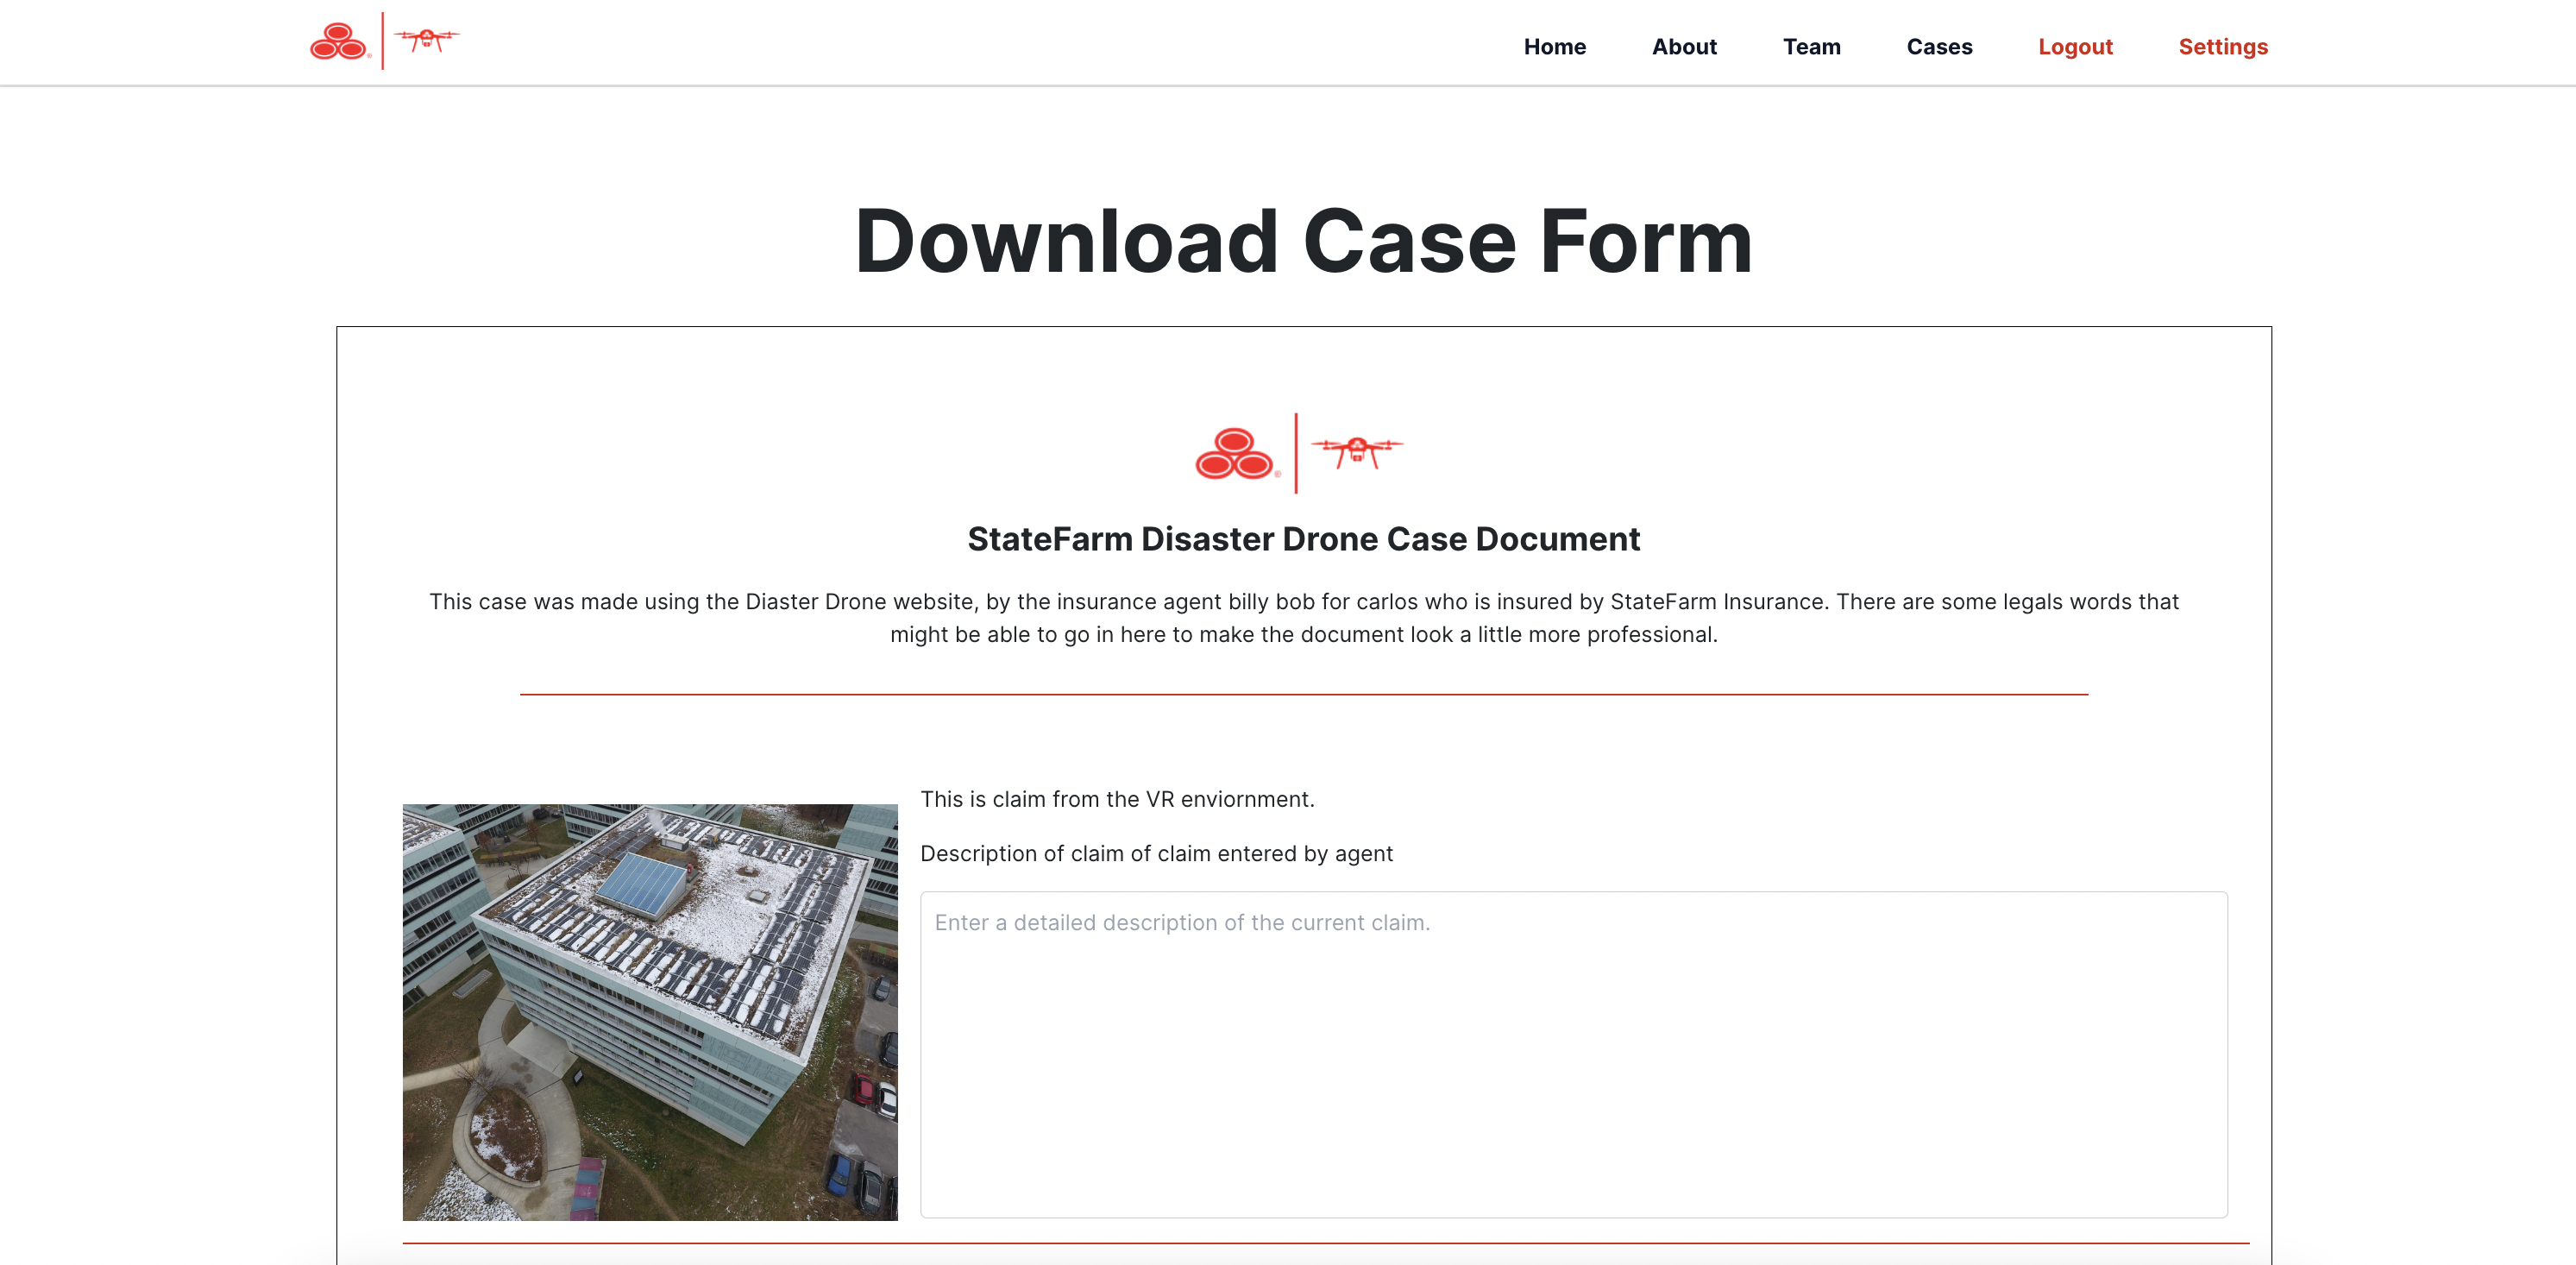 Home About Team Cases Logout Settings
Download Case Form
StateFarm Disaster Drone Case Document
This case was made using the Diaster Drone website, by the insurance agent billy bob for carlos who is insured by StateFarm Insurance. There are some legals words that
might be able to go in here to make the document look a little more professional.
This is claim from the VR enviornment.
Description of claim of claim entered by agent
Enter a detailed description of the current claim.